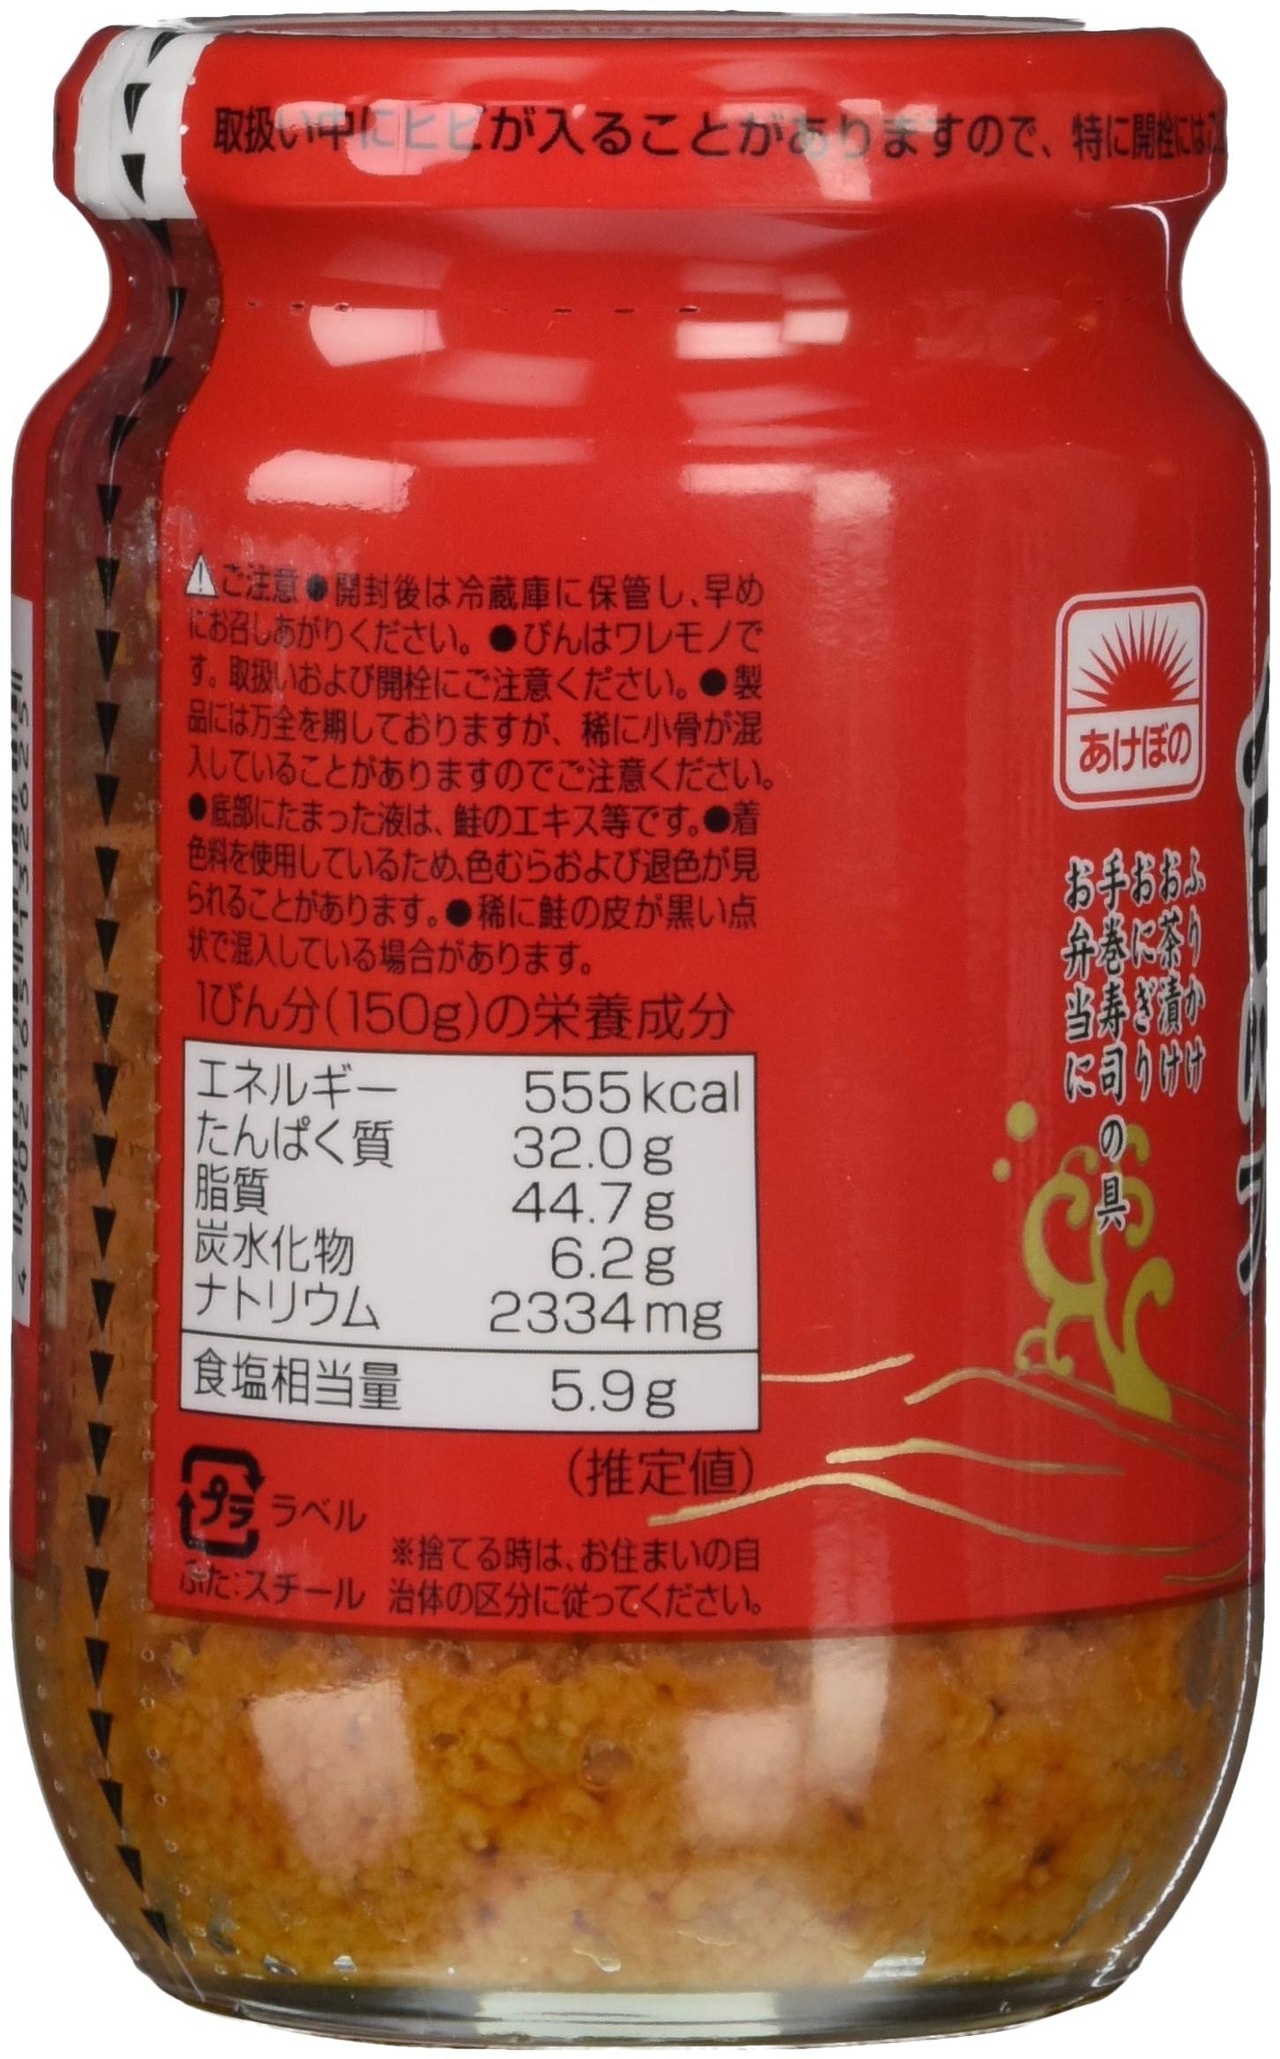 取扱い中にヒビが入ることがありますので、特に開栓には
⚠ご注意●開封後は冷蔵庫に保管し、早め
にお召しあがりください。●びんはワレモノで
す。取扱いおよび開栓にご注意ください。●製
品には万全を期しておりますが、稀に小骨が混
入していることがありますのでご注意ください。
●底部にたまった液は、鮭のエキス等です。●着
色料を使用しているため、色むらおよび退色が見
られることがあります。●稀に鮭の皮が黒い点
状で混入している場合があります。
1びん分(150g)の栄養成分
エネルギー 555kcal
たんぱく質 32.0g
脂質 44.7g
炭水化物 6.2g
ナトリウム 2334mg
食塩相当量 5.9g
(推定値)
プラ ラベル
ふた:スチール
※捨てる時は、お住まいの自
治体の区分に従ってください。
あけぼの
ふりかけ
お茶漬け
おにぎり
手巻寿司の具
お弁当に
4 902165 132625